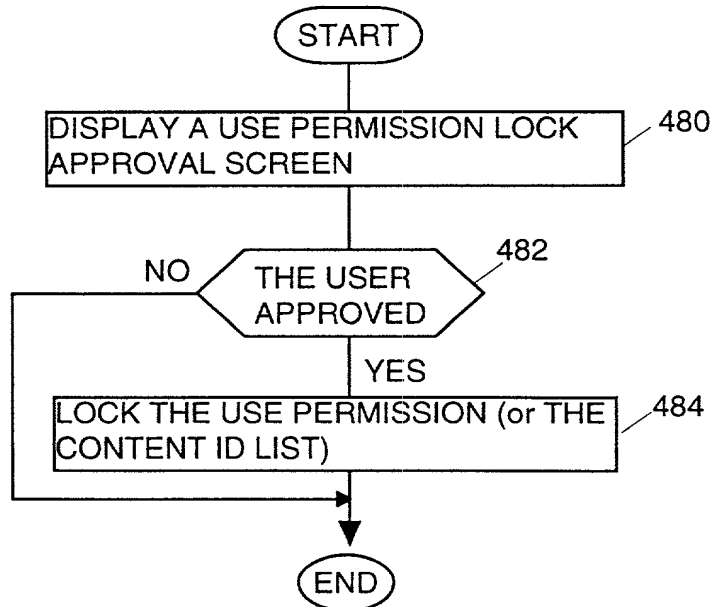 START
DISPLAY A USE PERMISSION LOCK
APPROVAL SCREEN
480
482
NO
THE USER
APPROVED
YES
LOCK THE USE PERMISSION (or THE
CONTENT ID LIST)
484
END